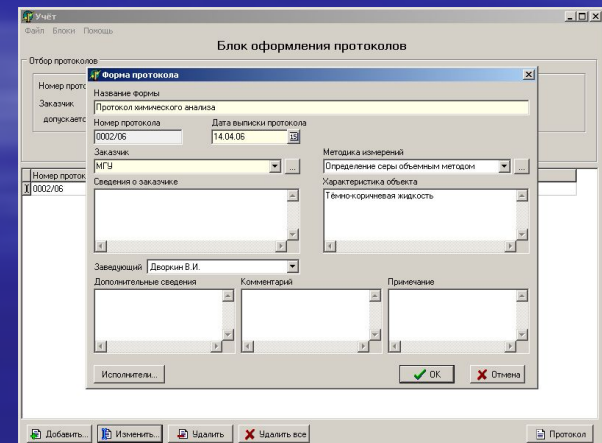 Учёт
Файл Блоки Помощь
Блок оформления протоколов
Отбор протоколов
Номер прото
Заказчик
допускаетс
Номер проток
0002/06
Форма протокола
Название формы
Протокол химического анализа
Номер протокола Дата выписки протокола
0002/06 14.04.06 15
Заказчик Методика измерений
МГУ ... Определение серы объемным методом ...
Сведения о заказчике Характеристика объекта
Тёмно-коричневая жидкость
Заведующий Дворкин В.И.
Дополнительные сведения Комментарий Примечание
Исполнители... OK Отмена
Добавить... Изменить... Удалить Удалить все Протокол